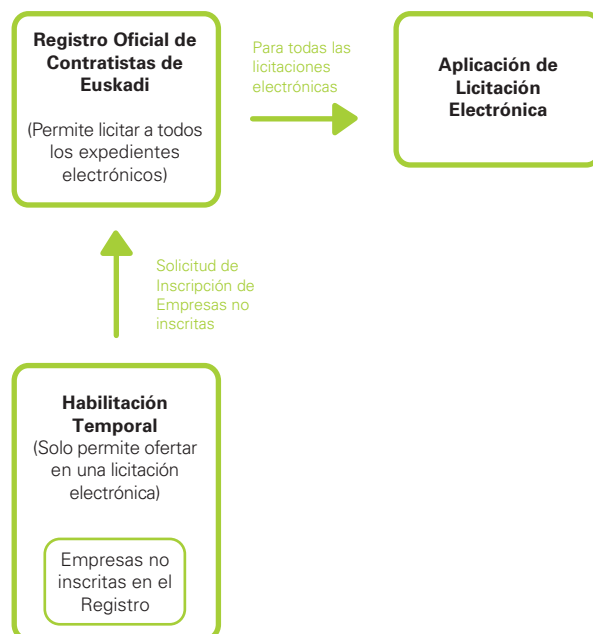 Registro Oficial de
Contratistas de
Euskadi
(Permite licitar a todos
los expedientes
electrónicos)
Para todas las
licitaciones
electrónicas
Aplicación de
Licitación
Electrónica
Solicitud de
Inscripción de
Empresas no
inscritas
Habilitación
Temporal
(Solo permite ofertar
en una licitación
electrónica)
Empresas no
inscritas en el
Registro